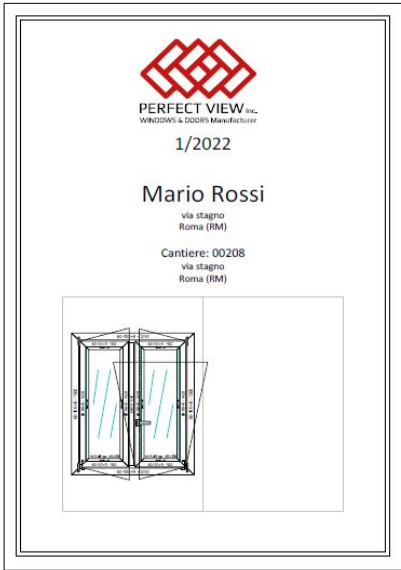 PERFECT VIEW Inc.
WINDOWS & DOORS Manufacturer
1/2022
Mario Rossi
via stagno
Roma (RM)
Cantiere: 00208
via stagno
Roma (RM)